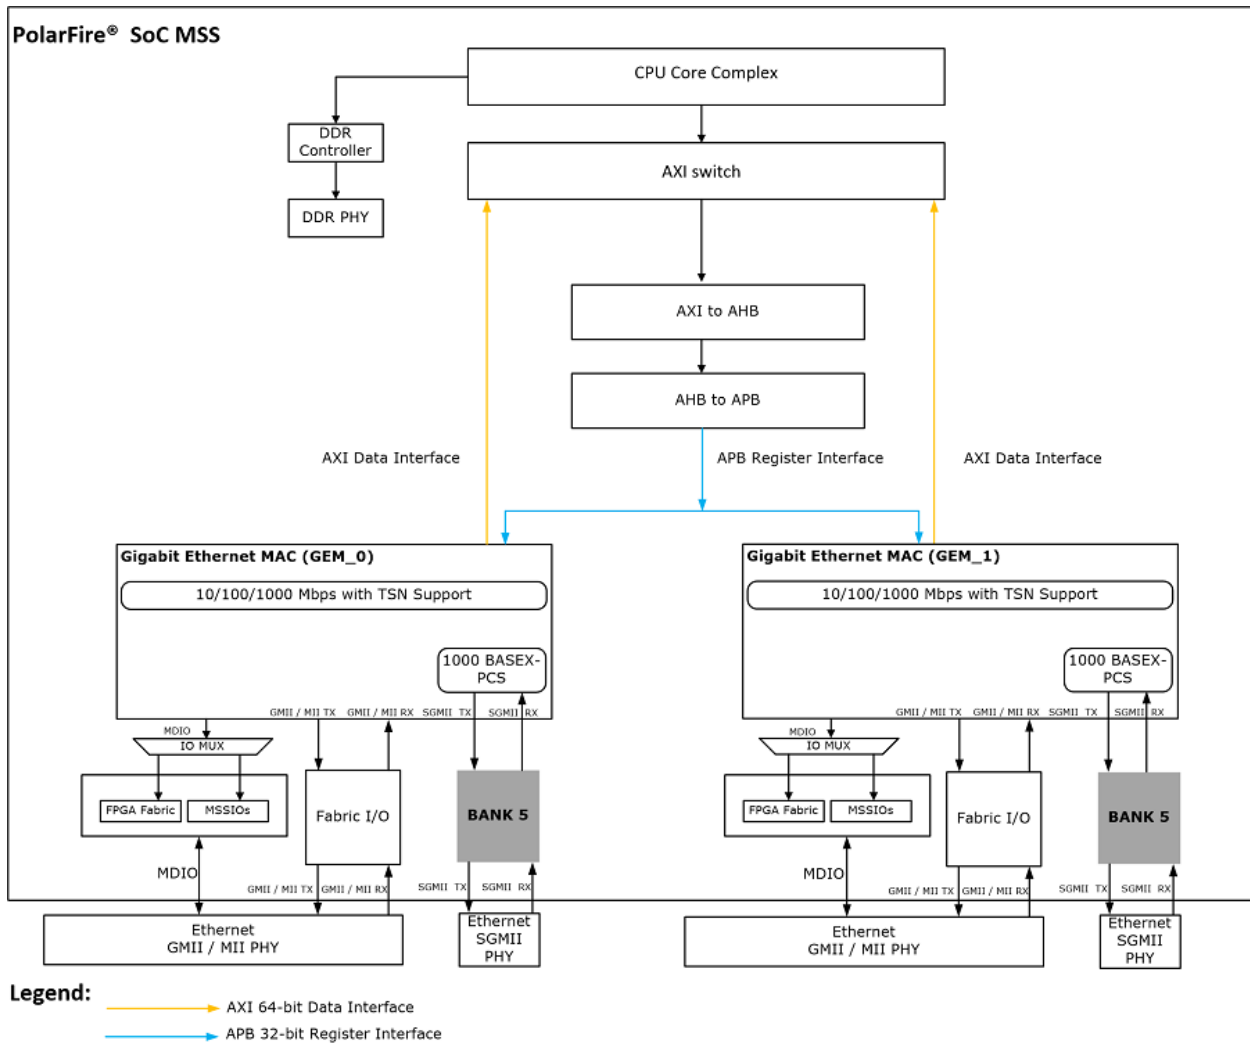 PolarFire® SoC MSS
CPU Core Complex
DDR
Controller
AXI switch
DDR PHY
AXI to AHB
AHB to APB
AXI Data Interface
APB Register Interface
AXI Data Interface
Gigabit Ethernet MAC (GEM_0)
10/100/1000 Mbps with TSN Support
1000 BASEX-
PCS
GMII / MII TX
GMII / MII RX
SGMII TX
SGMII RX
MDIO
IO MUX
FPGA Fabric
MSSIOs
Fabric I/O
BANK 5
MDIO
GMII / MII TX
GMII / MII RX
SGMII TX
SGMII RX
Ethernet
GMII / MII PHY
Ethernet
SGMII
PHY
Gigabit Ethernet MAC (GEM_1)
10/100/1000 Mbps with TSN Support
1000 BASEX-
PCS
GMII / MII TX
GMII / MII RX
SGMII TX
SGMII RX
MDIO
IO MUX
FPGA Fabric
MSSIOs
Fabric I/O
BANK 5
MDIO
GMII / MII TX
GMII / MII RX
SGMII TX
SGMII RX
Ethernet
GMII / MII PHY
Ethernet
SGMII
PHY
Legend:
AXI 64-bit Data Interface
APB 32-bit Register Interface